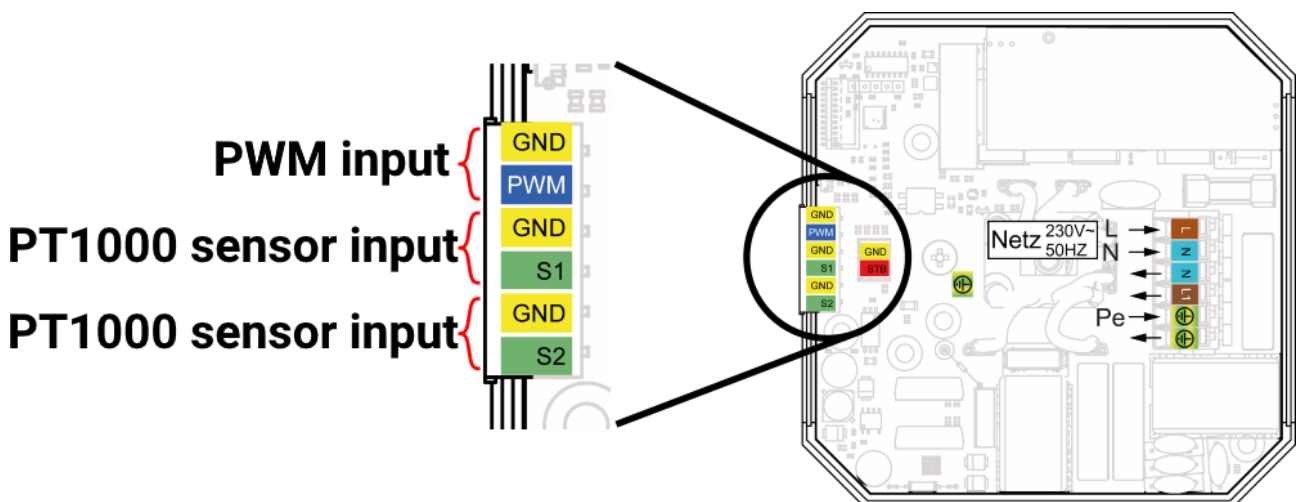 PWM input
PT1000 sensor input
PT1000 sensor input
GND
PWM
GND
S1
GND
S2
GND
PWM
GND
S1
GND
S2
GND
STB
Netz 230V~
50HZ
L
N
Pe
L
N
N
L1